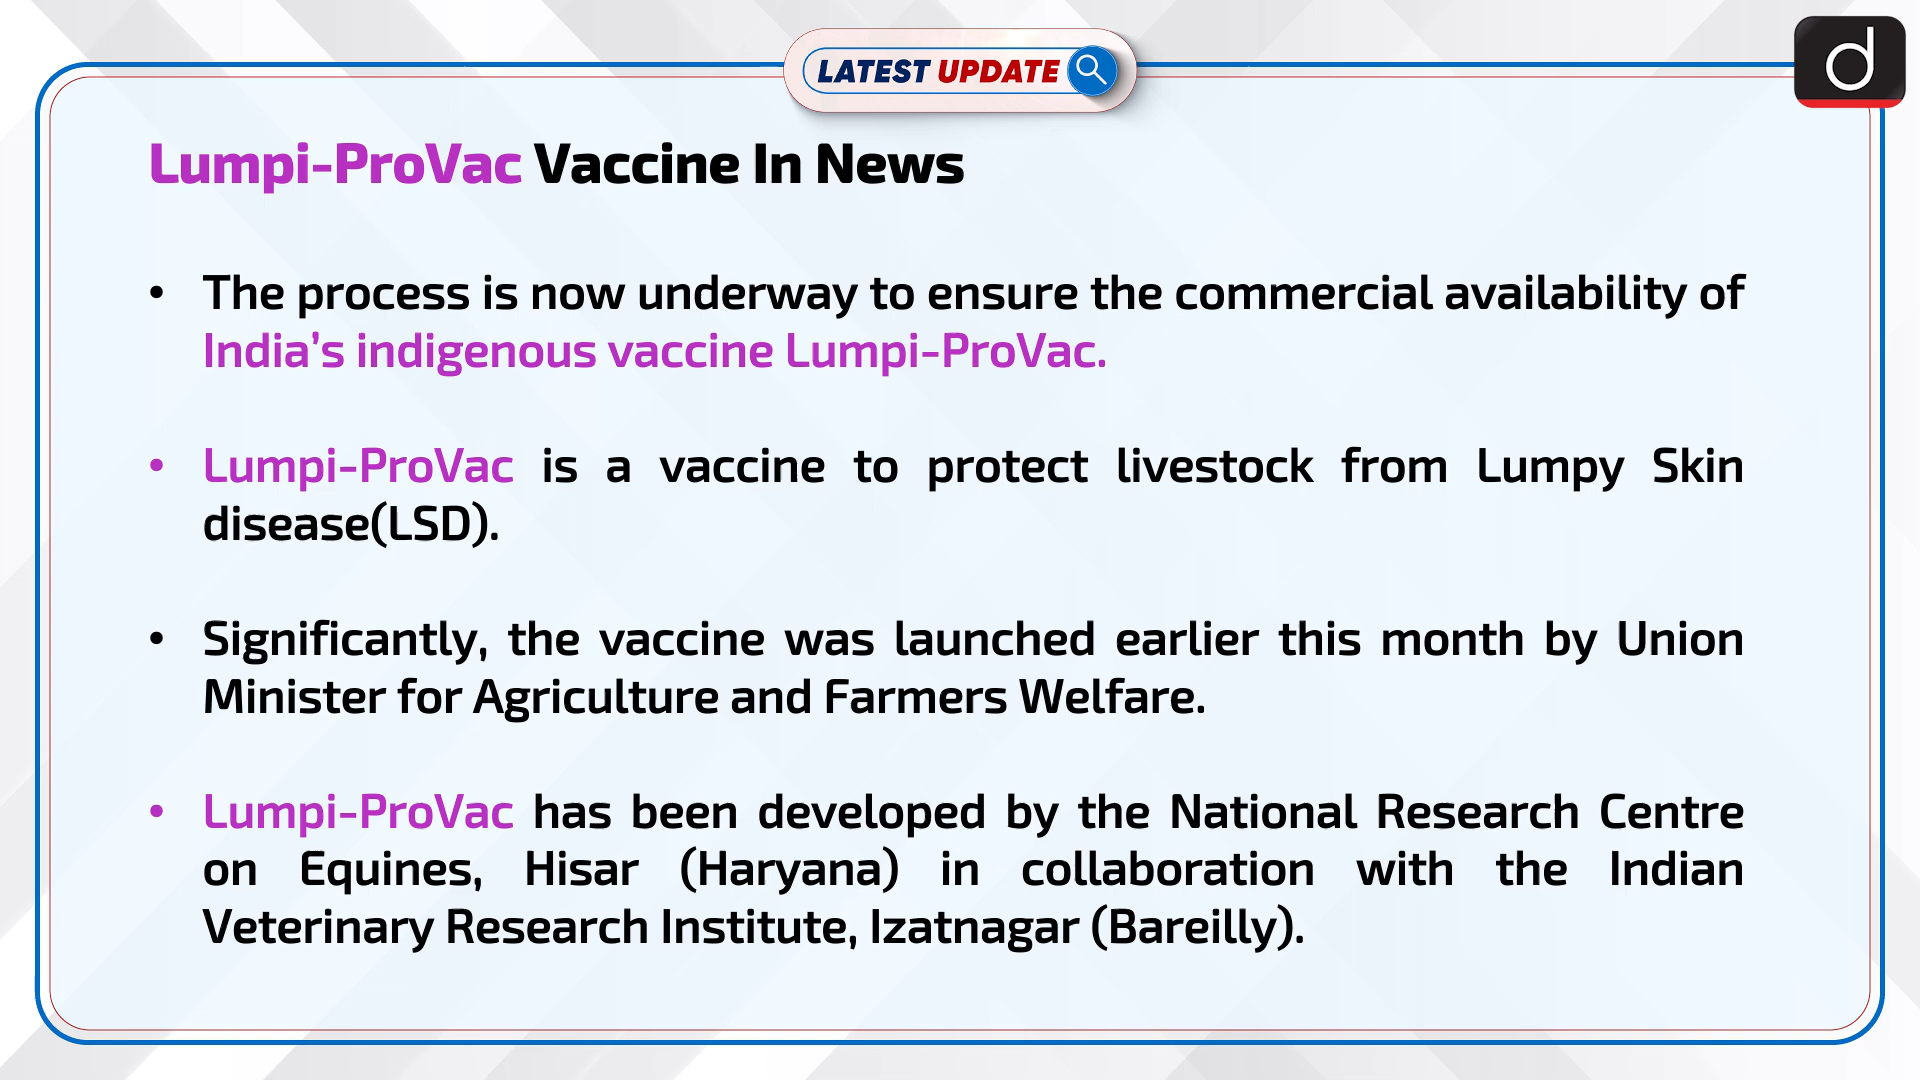 LATEST UPDATE
d
Lumpi-ProVac Vaccine In News
• The process is now underway to ensure the commercial availability of
India’s indigenous vaccine Lumpi-ProVac.
• Lumpi-ProVac is a vaccine to protect livestock from Lumpy Skin
disease(LSD).
• Significantly, the vaccine was launched earlier this month by Union
Minister for Agriculture and Farmers Welfare.
• Lumpi-ProVac has been developed by the National Research Centre
on Equines, Hisar (Haryana) in collaboration with the Indian
Veterinary Research Institute, Izatnagar (Bareilly).